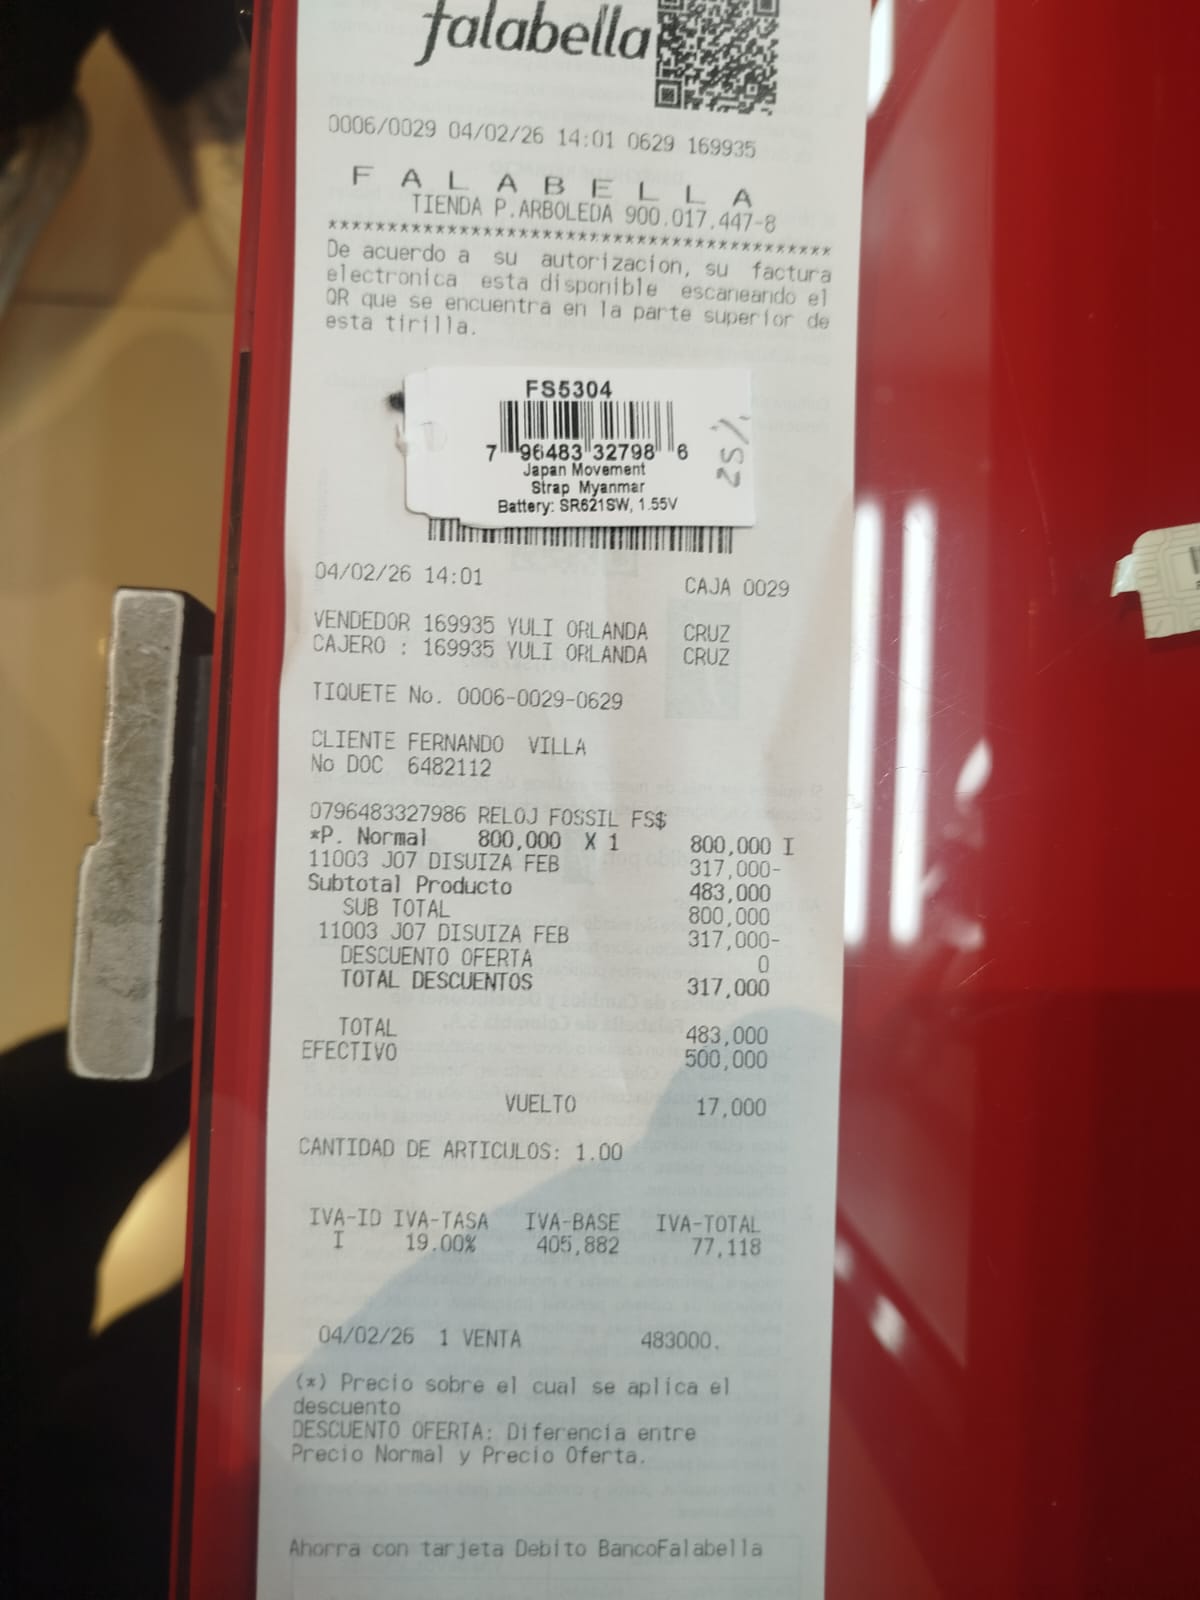 falabella
0006/0029 04/02/26 14:01 0629 169935
F A L A B E L L A
TIENDA P.ARBOLEDA 900.017.447-8
******************************************
De acuerdo a su autorizacion, su factura
electronica esta disponible escaneando el
QR que se encuentra en la parte superior de
esta tirilla.
FS5304
7 96483 32798 6
25%
Japan Movement
Strap Myanmar
Battery: SR621SW, 1.55V
04/02/26 14:01 CAJA 0029
VENDEDOR 169935 YULI ORLANDA CRUZ
CAJERO : 169935 YULI ORLANDA CRUZ
TIQUETE No. 0006-0029-0629
CLIENTE FERNANDO VILLA
No DOC 6482112
0796483327986 RELOJ FOSSIL FS$
*P. Normal 800,000 X 1 800,000 I
11003 J07 DISUIZA FEB 317,000-
Subtotal Producto 483,000
SUB TOTAL 800,000
11003 J07 DISUIZA FEB 317,000-
DESCUENTO OFERTA 0
TOTAL DESCUENTOS 317,000
TOTAL 483,000
EFECTIVO 500,000
VUELTO 17,000
CANTIDAD DE ARTICULOS: 1.00
IVA-ID IVA-TASA IVA-BASE IVA-TOTAL
I 19.00% 405,882 77,118
04/02/26 1 VENTA 483000.
(*) Precio sobre el cual se aplica el
descuento
DESCUENTO OFERTA: Diferencia entre
Precio Normal y Precio Oferta.
Ahorra con tarjeta Debito BancoFalabella